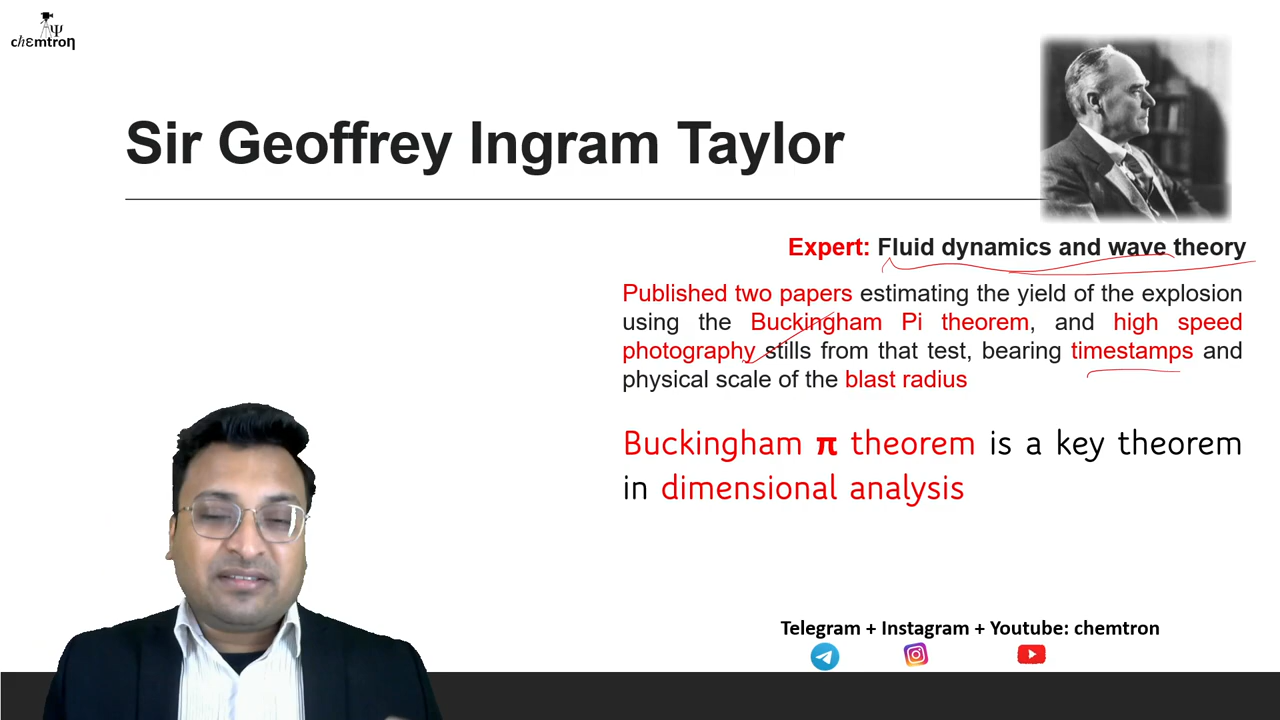 Ψ
chεmtroη
Sir Geoffrey Ingram Taylor
Expert: Fluid dynamics and wave theory
Published two papers estimating the yield of the explosion
using the Buckingham Pi theorem, and high speed
photography stills from that test, bearing timestamps and
physical scale of the blast radius
Buckingham π theorem is a key theorem
in dimensional analysis
Telegram + Instagram + Youtube: chemtron